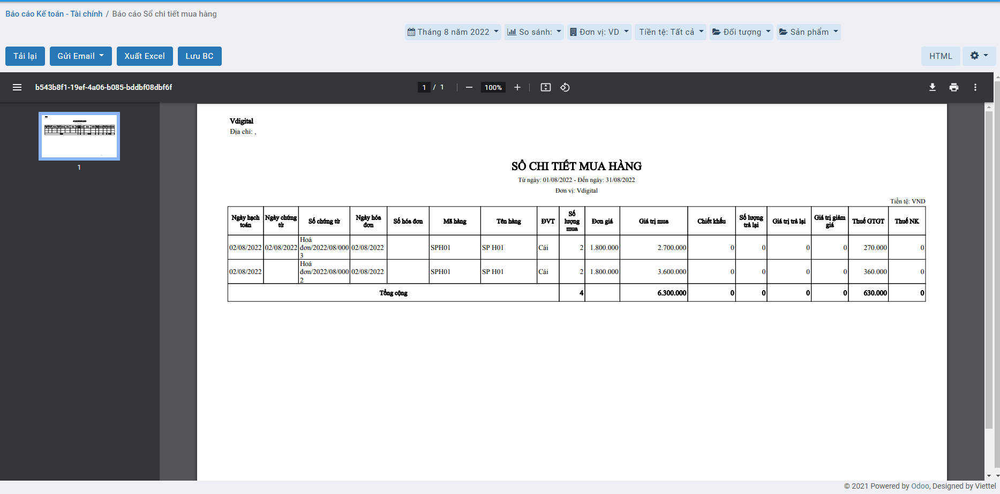 Báo cáo Kế toán - Tài chính / Báo cáo Sổ chi tiết mua hàng
Tháng 8 năm 2022 So sánh: Đơn vị: VD Tiền tệ: Tất cả Đối tượng Sản phẩm
Tải lại Gửi Email Xuất Excel Lưu BC HTML
b543b8f1-19ef-4a06-b085-bddbf08dbf6f 1 / 1 100%
1
Vdigital
Địa chỉ: ,
SỔ CHI TIẾT MUA HÀNG
Từ ngày: 01/08/2022 - Đến ngày: 31/08/2022
Đơn vị: Vdigital
Tiền tệ: VND
Ngày hạch toán Ngày chứng từ Số chứng từ Ngày hóa đơn Số hóa đơn Mã hàng Tên hàng ĐVT Số lượng mua Đơn giá Giá trị mua Chiết khấu Số lượng trả lại Giá trị trả lại Giá trị giảm giá Thuế GTGT Thuế NK
02/08/2022 02/08/2022 Hoá đơn/2022/08/0003 02/08/2022 SPH01 SP H01 Cái 2 1.800.000 2.700.000 0 0 0 0 270.000 0
02/08/2022 Hoá đơn/2022/08/0002 02/08/2022 SPH01 SP H01 Cái 2 1.800.000 3.600.000 0 0 0 0 360.000 0
Tổng cộng 4 6.300.000 0 0 0 0 630.000 0
© 2021 Powered by Odoo, Designed by Viettel